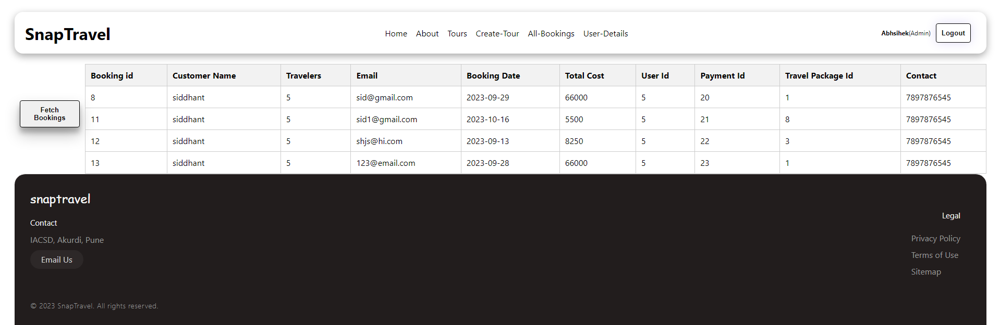 SnapTravel
Home About Tours Create-Tour All-Bookings User-Details
Abhsihek(Admin) Logout
Fetch
Bookings
Booking id Customer Name Travelers Email Booking Date Total Cost User Id Payment Id Travel Package Id Contact
8 siddhant 5 sid@gmail.com 2023-09-29 66000 5 20 1 7897876545
11 siddhant 5 sid1@gmail.com 2023-10-16 5500 5 21 8 7897876545
12 siddhant 5 shjs@hi.com 2023-09-13 8250 5 22 3 7897876545
13 siddhant 5 123@email.com 2023-09-28 66000 5 23 1 7897876545
snaptravel
Contact
IACSD, Akurdi, Pune
Email Us
Legal
Privacy Policy
Terms of Use
Sitemap
© 2023 SnapTravel. All rights reserved.